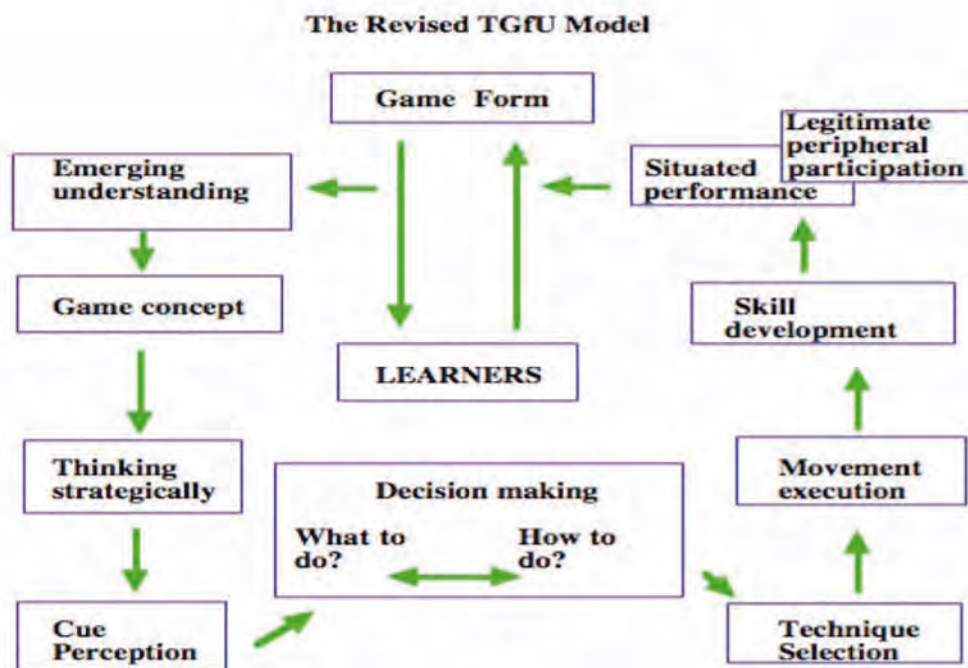 The Revised TGfU Model
Game Form
Legitimate
peripheral
participation
Emerging
understanding
Situated
performance
Game concept
Skill
development
LEARNERS
Thinking
strategically
Decision making
What to
do?
How to
do?
Movement
execution
Cue
Perception
Technique
Selection